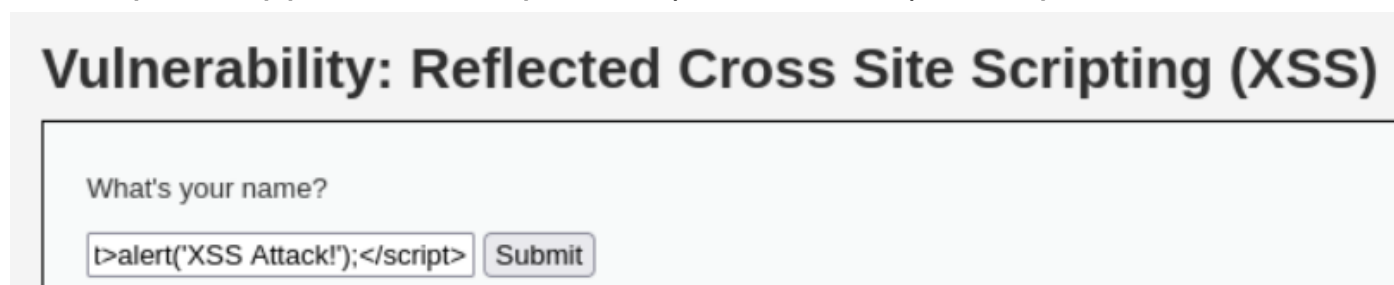 Vulnerability: Reflected Cross Site Scripting (XSS)
What's your name?
t>alert('XSS Attack!');</script> Submit